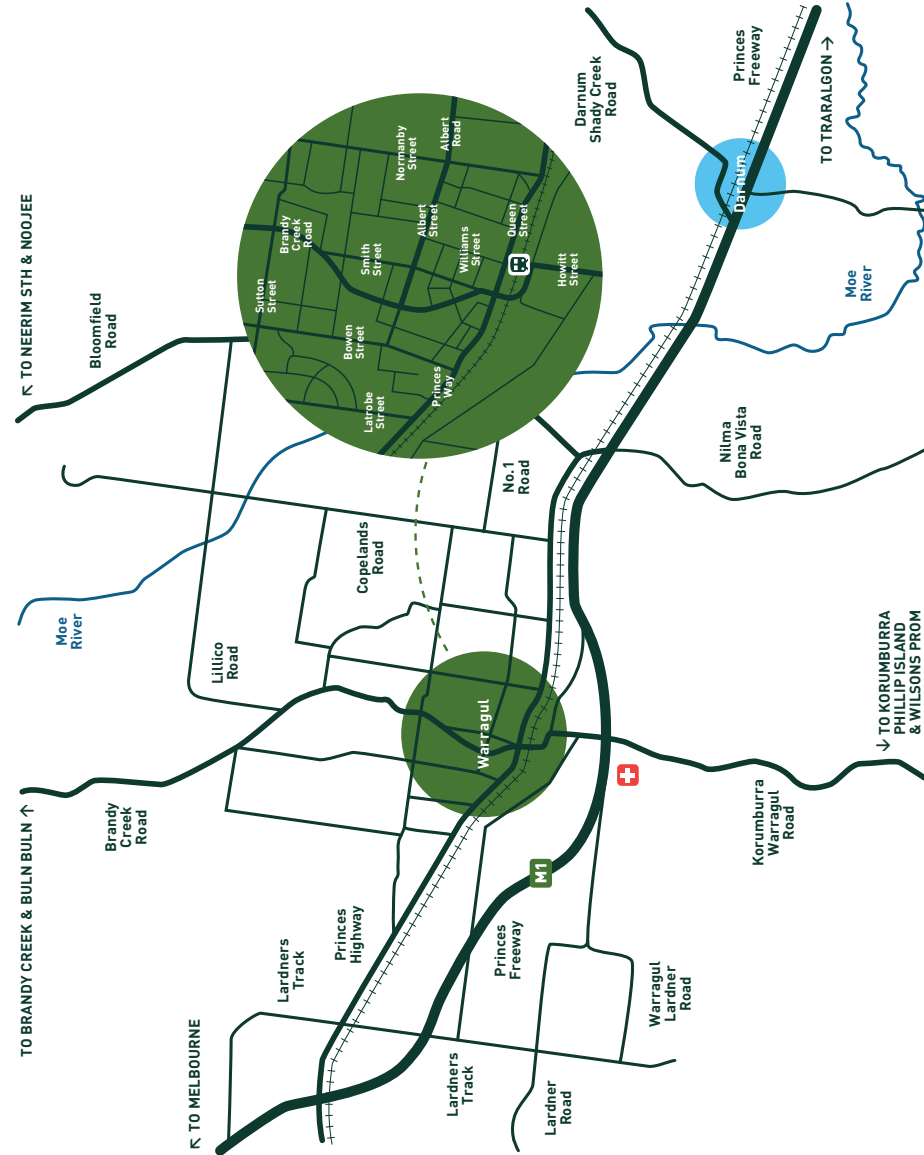 TO BRANDY CREEK & BULN BULN ↑
↖ TO NEERIM STH & NOOJEE
↖ TO MELBOURNE
Moe
River
Bloomfield
Road
Brandy
Creek
Road
Lillico
Road
Lardners
Track
Princes
Highway
Copelands
Road
No.1
Road
Sutton
Street
Brandy
Creek
Road
Latrobe
Street
Bowen
Street
Smith
Street
Normanby
Street
Albert
Road
Albert
Street
Princes
Way
Williams
Street
Queen
Street
Howitt
Street
Darnum
Shady Creek
Road
Princes
Freeway
Darnum
TO TRARALGON →
Warragul
M1
Lardners
Track
Princes
Freeway
Lardner
Road
Warragul
Lardner
Road
Korumburra
Warragul
Road
Nilma
Bona Vista
Road
Moe
River
↓ TO KORUMBURRA
PHILLIP ISLAND
& WILSONS PROM